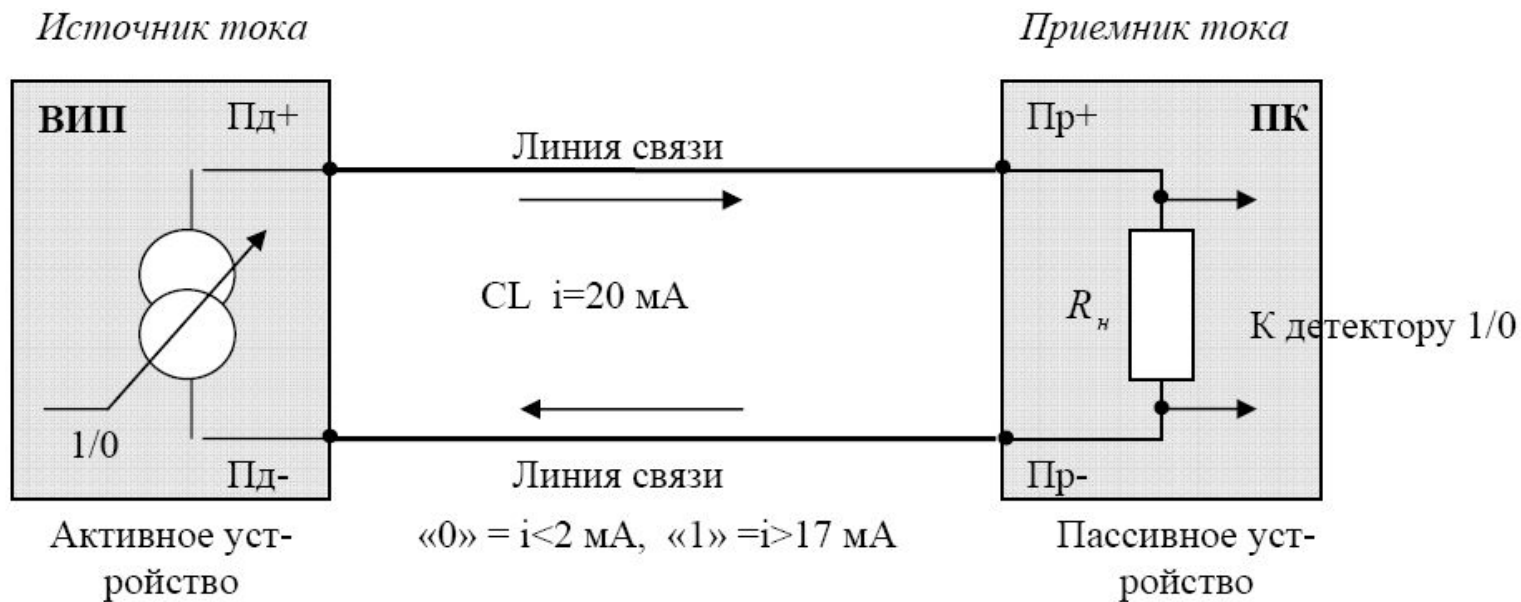 Источник тока
Приемник тока
ВИП
Пд+
Линия связи
Пр+
ПК
CL i=20 мА
R н
К детектору 1/0
1/0
Пд-
Линия связи
Пр-
Активное уст-
ройство
«0» = i<2 мА, «1» =i>17 мА
Пассивное уст-
ройство